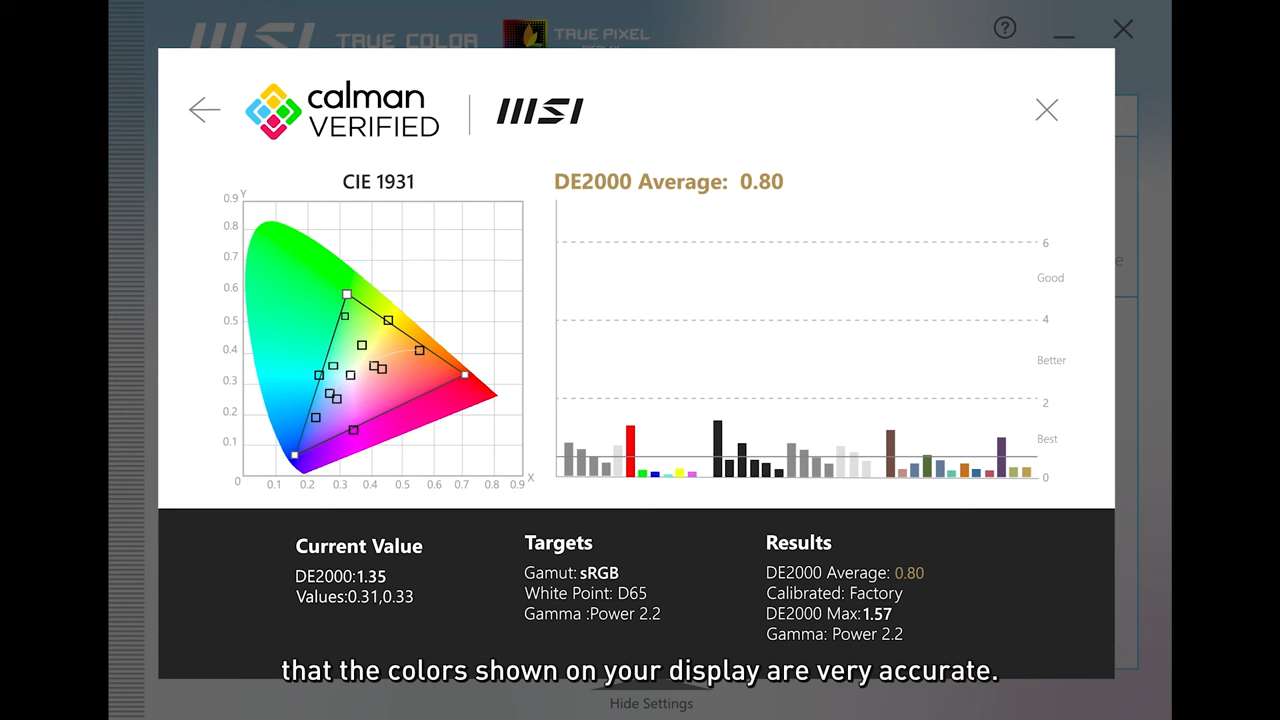 msi TRUE COLOR TRUE PIXEL
DISPLAY
?
calman
VERIFIED
msi
CIE 1931
DE2000 Average: 0.80
Y
0.9
0.8
0.7
0.6
0.5
0.4
0.3
0.2
0.1
0
0.1 0.2 0.3 0.4 0.5 0.6 0.7 0.8 0.9 X
6
Good
4
Better
2
Best
0
e
Current Value
DE2000:1.35
Values:0.31,0.33
Targets
Gamut: sRGB
White Point: D65
Gamma :Power 2.2
Results
DE2000 Average: 0.80
Calibrated: Factory
DE2000 Max:1.57
Gamma: Power 2.2
that the colors shown on your display are very accurate.
Hide Settings